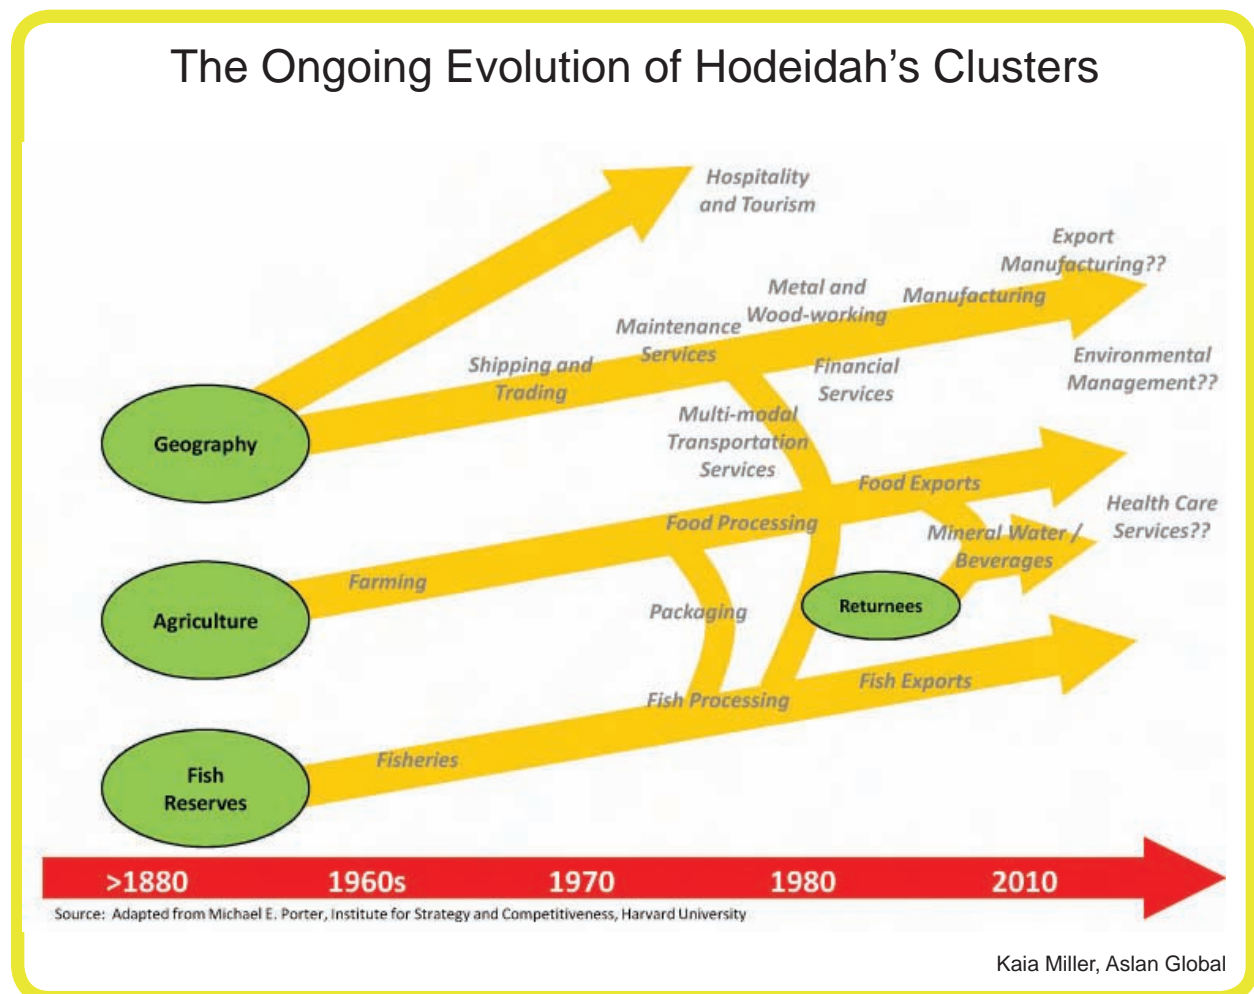 The Ongoing Evolution of Hodeidah's Clusters
Hospitality
and Tourism
Export
Manufacturing??
Metal and
Wood-working
Manufacturing
Maintenance
Services
Shipping and
Trading
Financial
Services
Environmental
Management??
Geography
Multi-modal
Transportation
Services
Food Exports
Food Processing
Health Care
Services??
Mineral Water /
Beverages
Farming
Agriculture
Packaging
Returnees
Fish Exports
Fish Processing
Fisheries
Fish
Reserves
>1880 1960s 1970 1980 2010
Source: Adapted from Michael E. Porter, Institute for Strategy and Competitiveness, Harvard University
Kaia Miller, Aslan Global